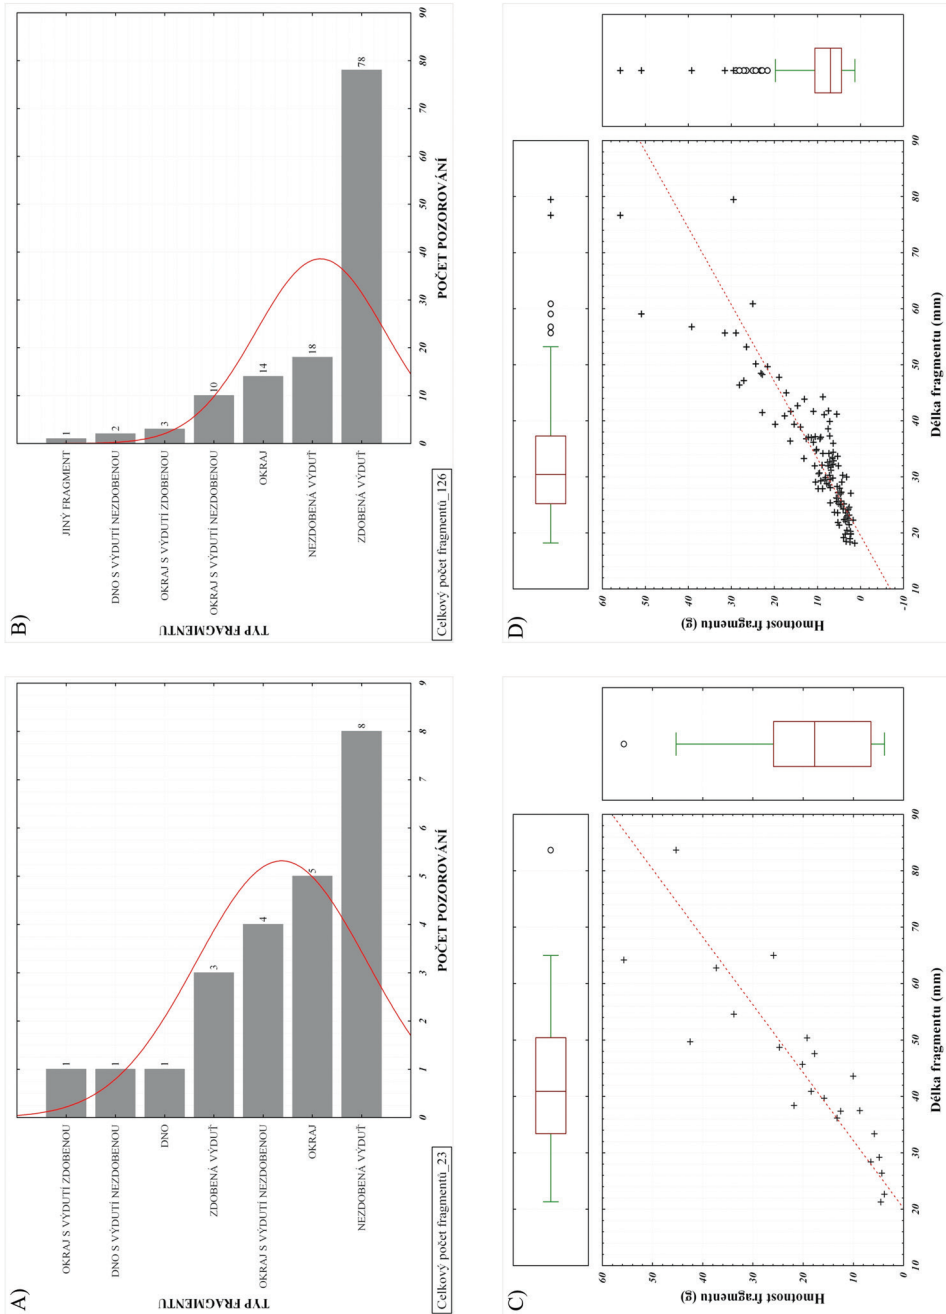 A)
OKRAJ S VÝDUTÍ ZDOBENOU
DNO S VÝDUTÍ NEZDOBENOU
DNO
ZDOBENÁ VÝDUŤ
OKRAJ S VÝDUTÍ NEZDOBENOU
OKRAJ
NEZDOBENÁ VÝDUŤ
TYP FRAGMENTU
1
1
1
3
4
5
8
0 1 2 3 4 5 6 7 8 9
POČET POZOROVÁNÍ
Celkový počet fragmentů_23
B)
JINÝ FRAGMENT
DNO S VÝDUTÍ NEZDOBENOU
OKRAJ S VÝDUTÍ ZDOBENOU
OKRAJ S VÝDUTÍ NEZDOBENOU
OKRAJ
NEZDOBENÁ VÝDUŤ
ZDOBENÁ VÝDUŤ
TYP FRAGMENTU
1
2
3
10
14
18
78
0 10 20 30 40 50 60 70 80 90
POČET POZOROVÁNÍ
Celkový počet fragmentů_126
C)
60 50 40 30 20 10 0
Hmotnost fragmentu (g)
10 20 30 40 50 60 70 80 90
Délka fragmentu (mm)
D)
60 50 40 30 20 10 0 -10
Hmotnost fragmentu (g)
10 20 30 40 50 60 70 80 90
Délka fragmentu (mm)